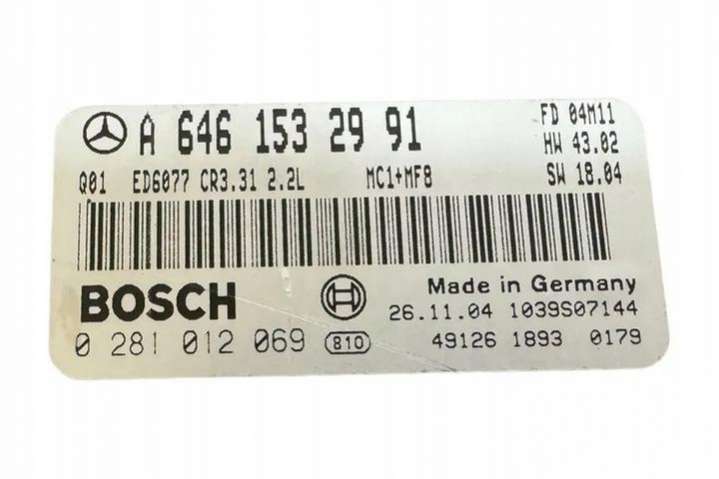 A 646 153 29 91
FD 04M11
HW 43.02
Q01 ED6077 CR3.31 2.2L MC1+MF8 SW 18.04
BOSCH
Made in Germany
26.11.04 1039S07144
0 281 012 069 810 49126 1893 0179